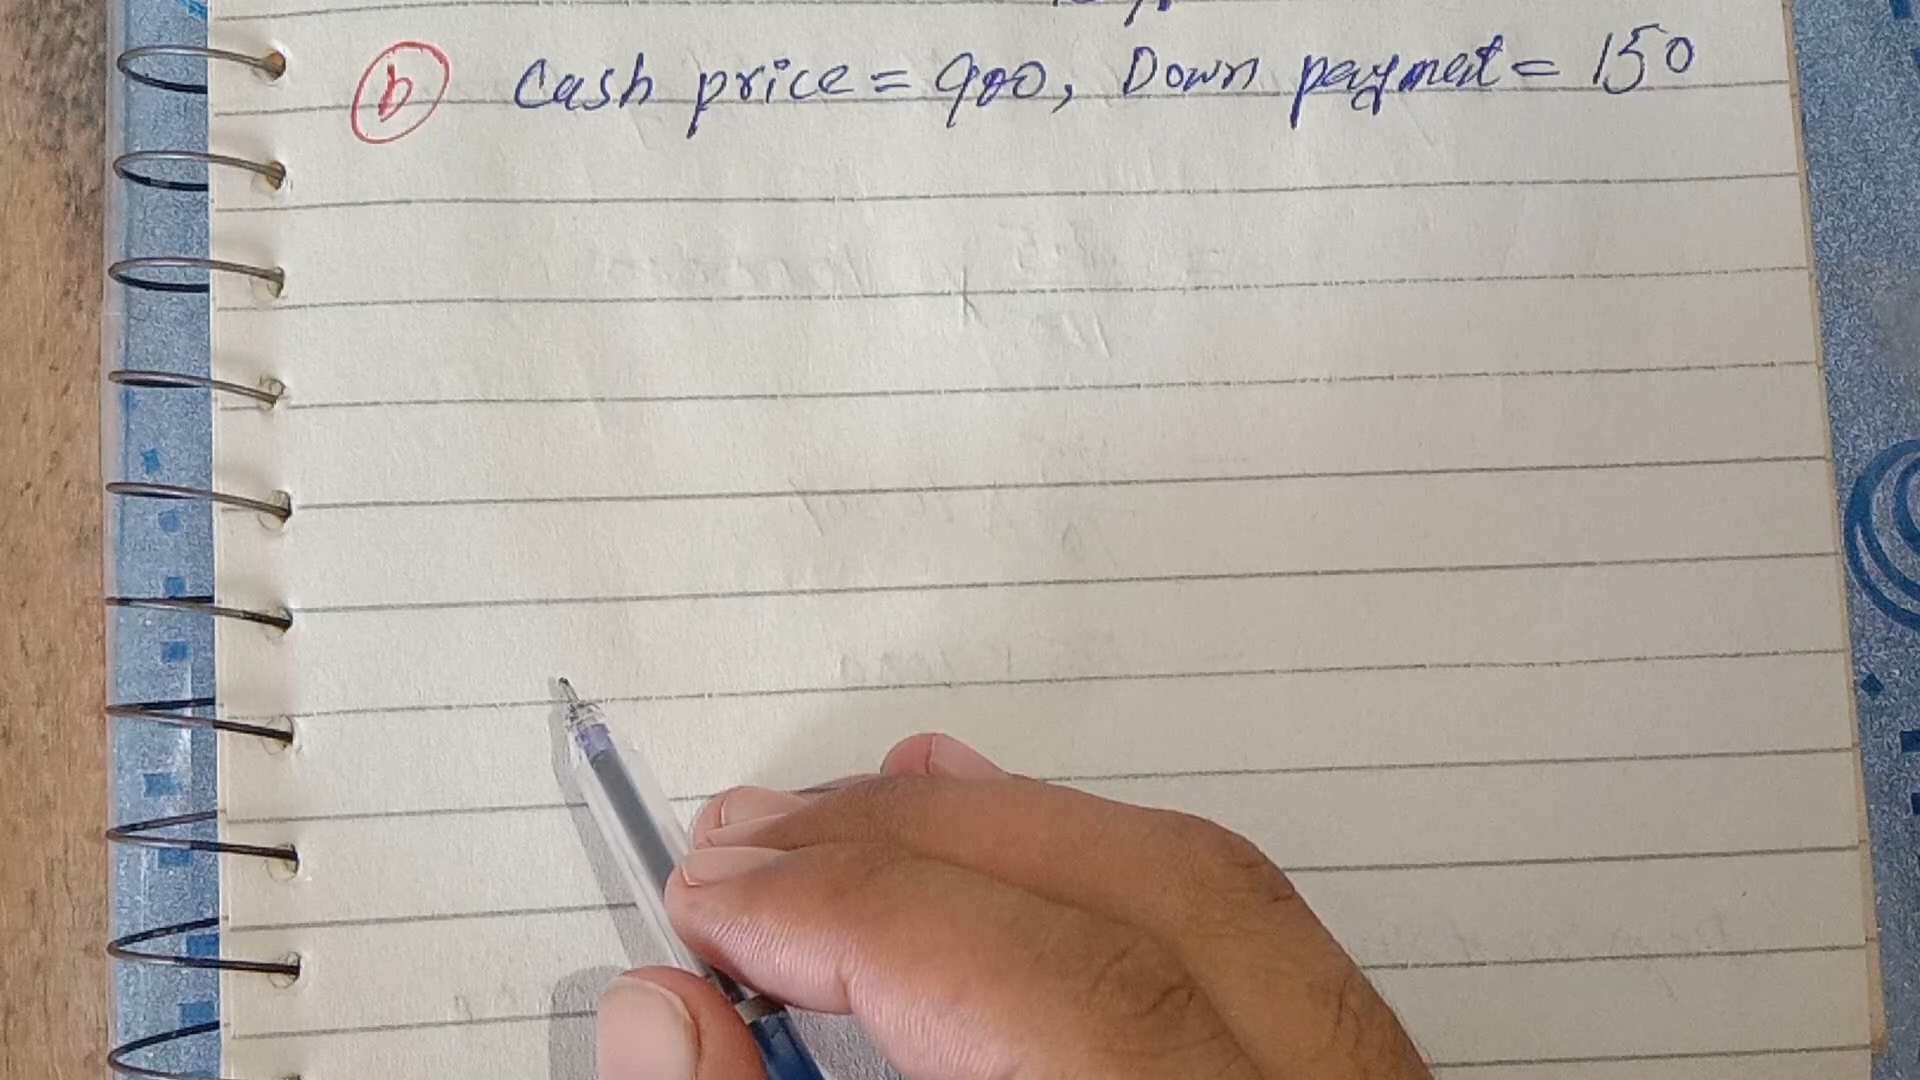 b Cash price = 900, Down payment = 150